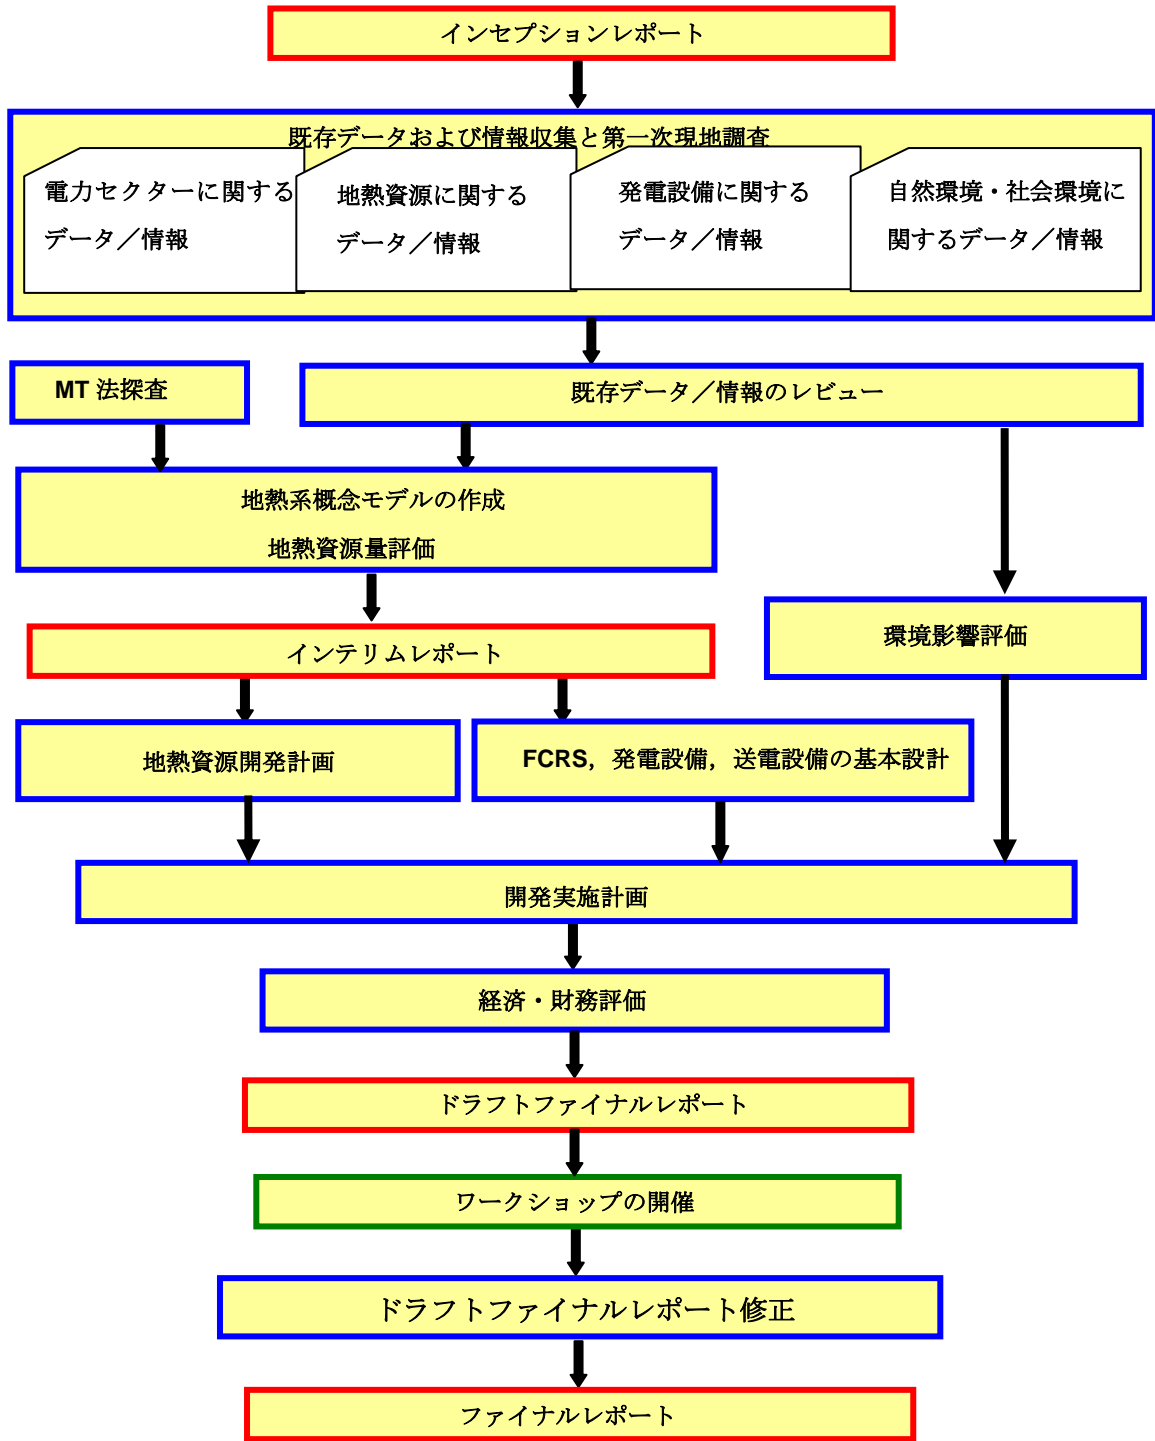 インセプションレポート
既存データおよび情報収集と第一次現地調査
電力セクターに関する
データ／情報
地熱資源に関する
データ／情報
発電設備に関する
データ／情報
自然環境・社会環境に
関するデータ／情報
MT 法探査
既存データ／情報のレビュー
地熱系概念モデルの作成
地熱資源量評価
環境影響評価
インテリムレポート
地熱資源開発計画
FCRS，発電設備，送電設備の基本設計
開発実施計画
経済・財務評価
ドラフトファイナルレポート
ワークショップの開催
ドラフトファイナルレポート修正
ファイナルレポート